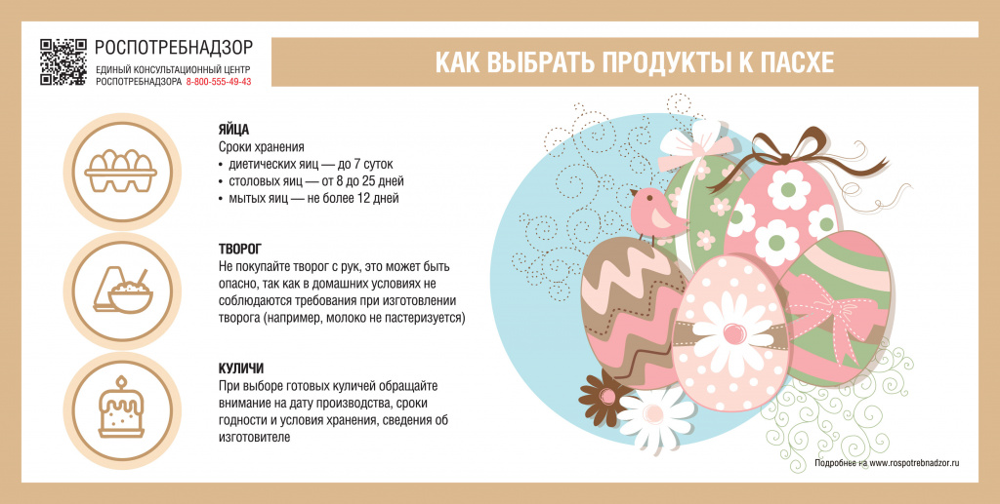 РОСПОТРЕБНАДЗОР
ЕДИНЫЙ КОНСУЛЬТАЦИОННЫЙ ЦЕНТР
РОСПОТРЕБНАДЗОРА 8-800-555-49-43
КАК ВЫБРАТЬ ПРОДУКТЫ К ПАСХЕ
ЯЙЦА
Сроки хранения
• диетических яиц — до 7 суток
• столовых яиц — от 8 до 25 дней
• мытых яиц — не более 12 дней
ТВОРОГ
Не покупайте творог с рук, это может быть
опасно, так как в домашних условиях не
соблюдаются требования при изготовлении
творога (например, молоко не пастеризуется)
КУЛИЧИ
При выборе готовых куличей обращайте
внимание на дату производства, сроки
годности и условия хранения, сведения об
изготовителе
Подробнее на www.rospotrebnadzor.ru